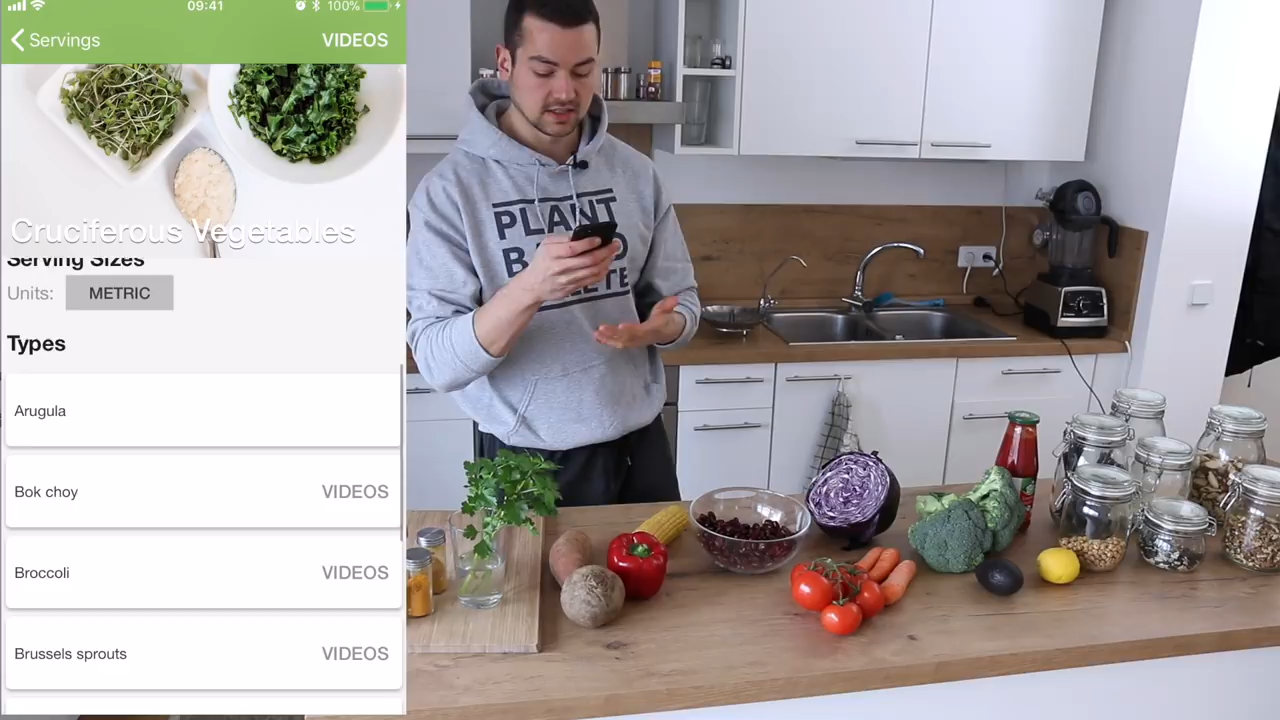 09:41
100%
Servings
VIDEOS
Cruciferous Vegetables
Serving Sizes
Units:
METRIC
Types
Arugula
Bok choy
VIDEOS
Broccoli
VIDEOS
Brussels sprouts
VIDEOS
PLANT